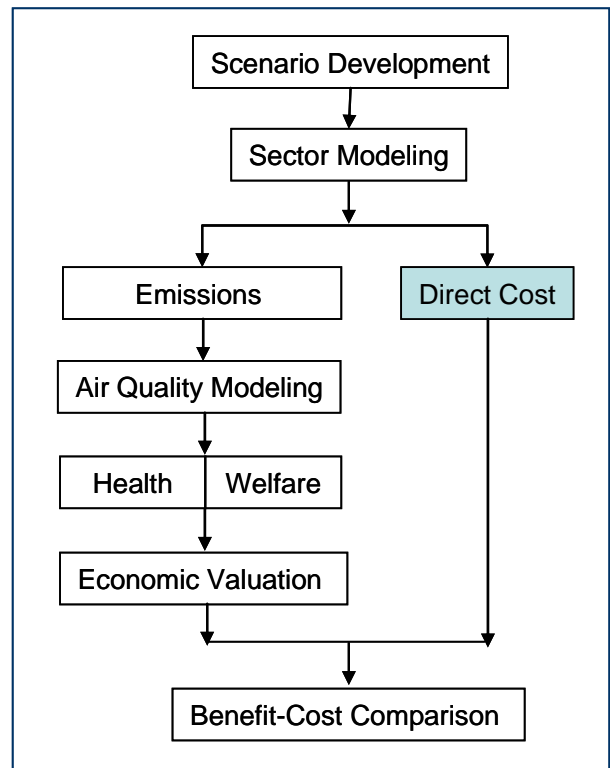 Scenario Development
Sector Modeling
Emissions
Direct Cost
Air Quality Modeling
Health
Welfare
Economic Valuation
Benefit-Cost Comparison